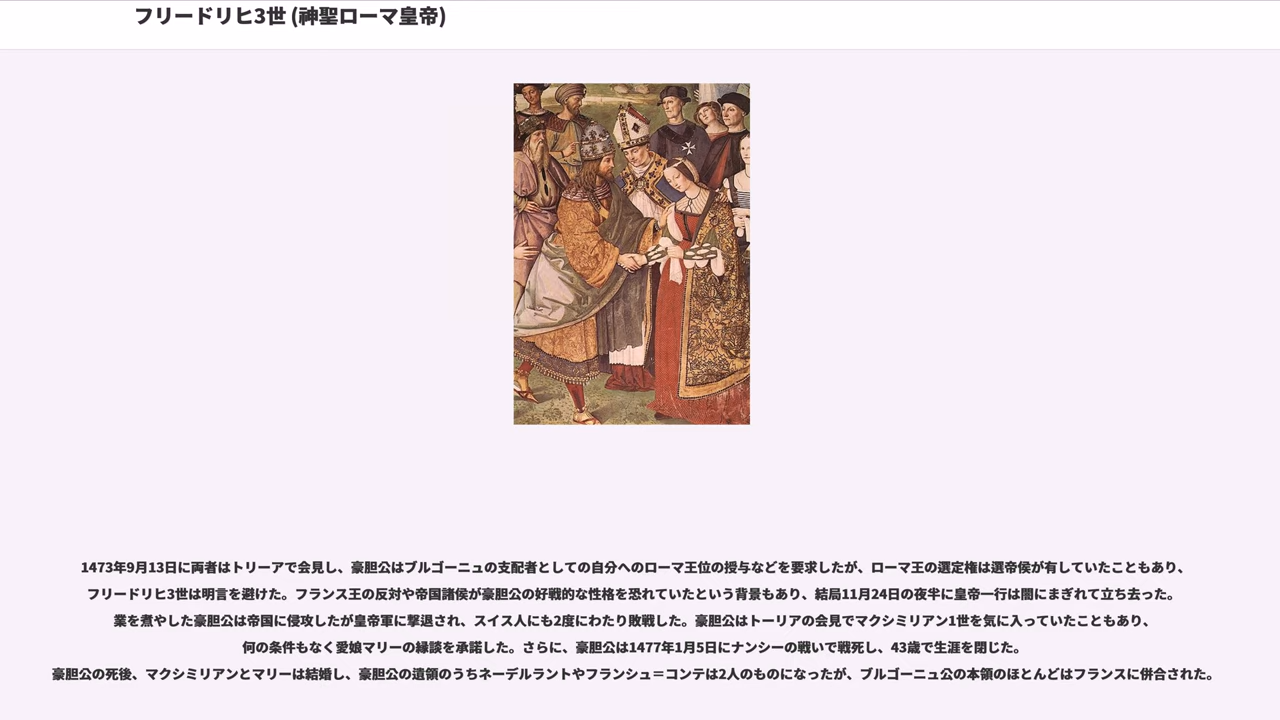 フリードリヒ3世 (神聖ローマ皇帝)
1473年9月13日に両者はトリーアで会見し、豪胆公はブルゴーニュの支配者としての自分へのローマ王位の授与などを要求したが、ローマ王の選定権は選帝侯が有していたこともあり、
フリードリヒ3世は明言を避けた。フランス王の反対や帝国諸侯が豪胆公の好戦的な性格を恐れていたという背景もあり、結局11月24日の夜半に皇帝一行は闇にまぎれて立ち去った。
業を煮やした豪胆公は帝国に侵攻したが皇帝軍に撃退され、スイス人にも2度にわたり敗戦した。豪胆公はトーリアの会見でマクシミリアン1世を気に入っていたこともあり、
何の条件もなく愛娘マリーの縁談を承諾した。さらに、豪胆公は1477年1月5日にナンシーの戦いで戦死し、43歳で生涯を閉じた。
豪胆公の死後、マクシミリアンとマリーは結婚し、豪胆公の遺領のうちネーデルラントやフランシュ＝コンテは2人のものになったが、ブルゴーニュ公の本領のほとんどはフランスに併合された。